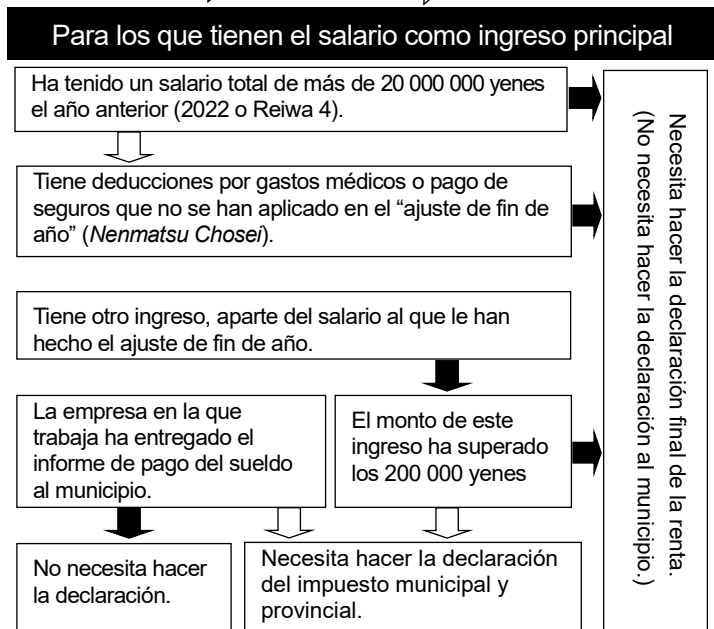 Para los que tienen el salario como ingreso principal
Ha tenido un salario total de más de 20 000 000 yenes
el año anterior (2022 o Reiwa 4).
Tiene deducciones por gastos médicos o pago de
seguros que no se han aplicado en el “ajuste de fin de
año” (Nenmatsu Chosei).
Tiene otro ingreso, aparte del salario al que le han
hecho el ajuste de fin de año.
La empresa en la que
trabaja ha entregado el
informe de pago del sueldo
al municipio.
El monto de este
ingreso ha superado
los 200 000 yenes
No necesita hacer
la declaración.
Necesita hacer la declaración
del impuesto municipal y
provincial.
Necesita hacer la declaración final de la renta.
(No necesita hacer la declaración al municipio.)